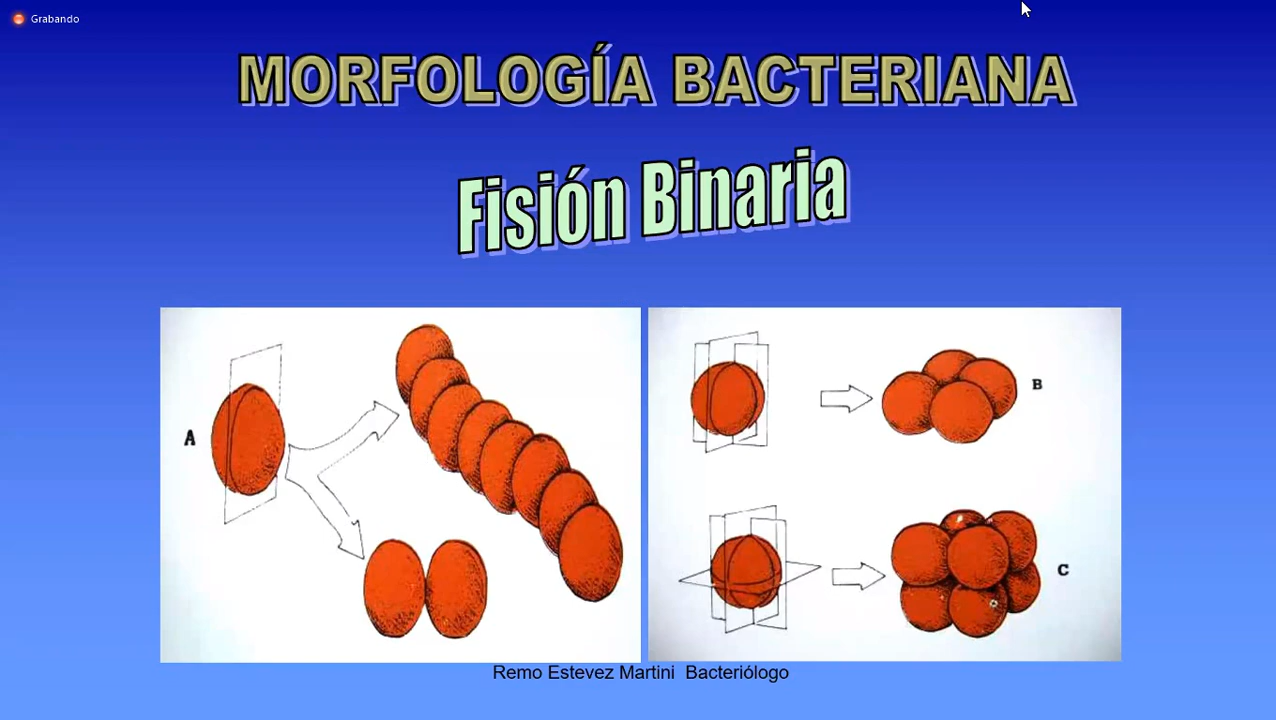 Grabando
MORFOLOGÍA BACTERIANA
Fisión Binaria
A
B
C
Remo Estevez Martini  Bacteriólogo